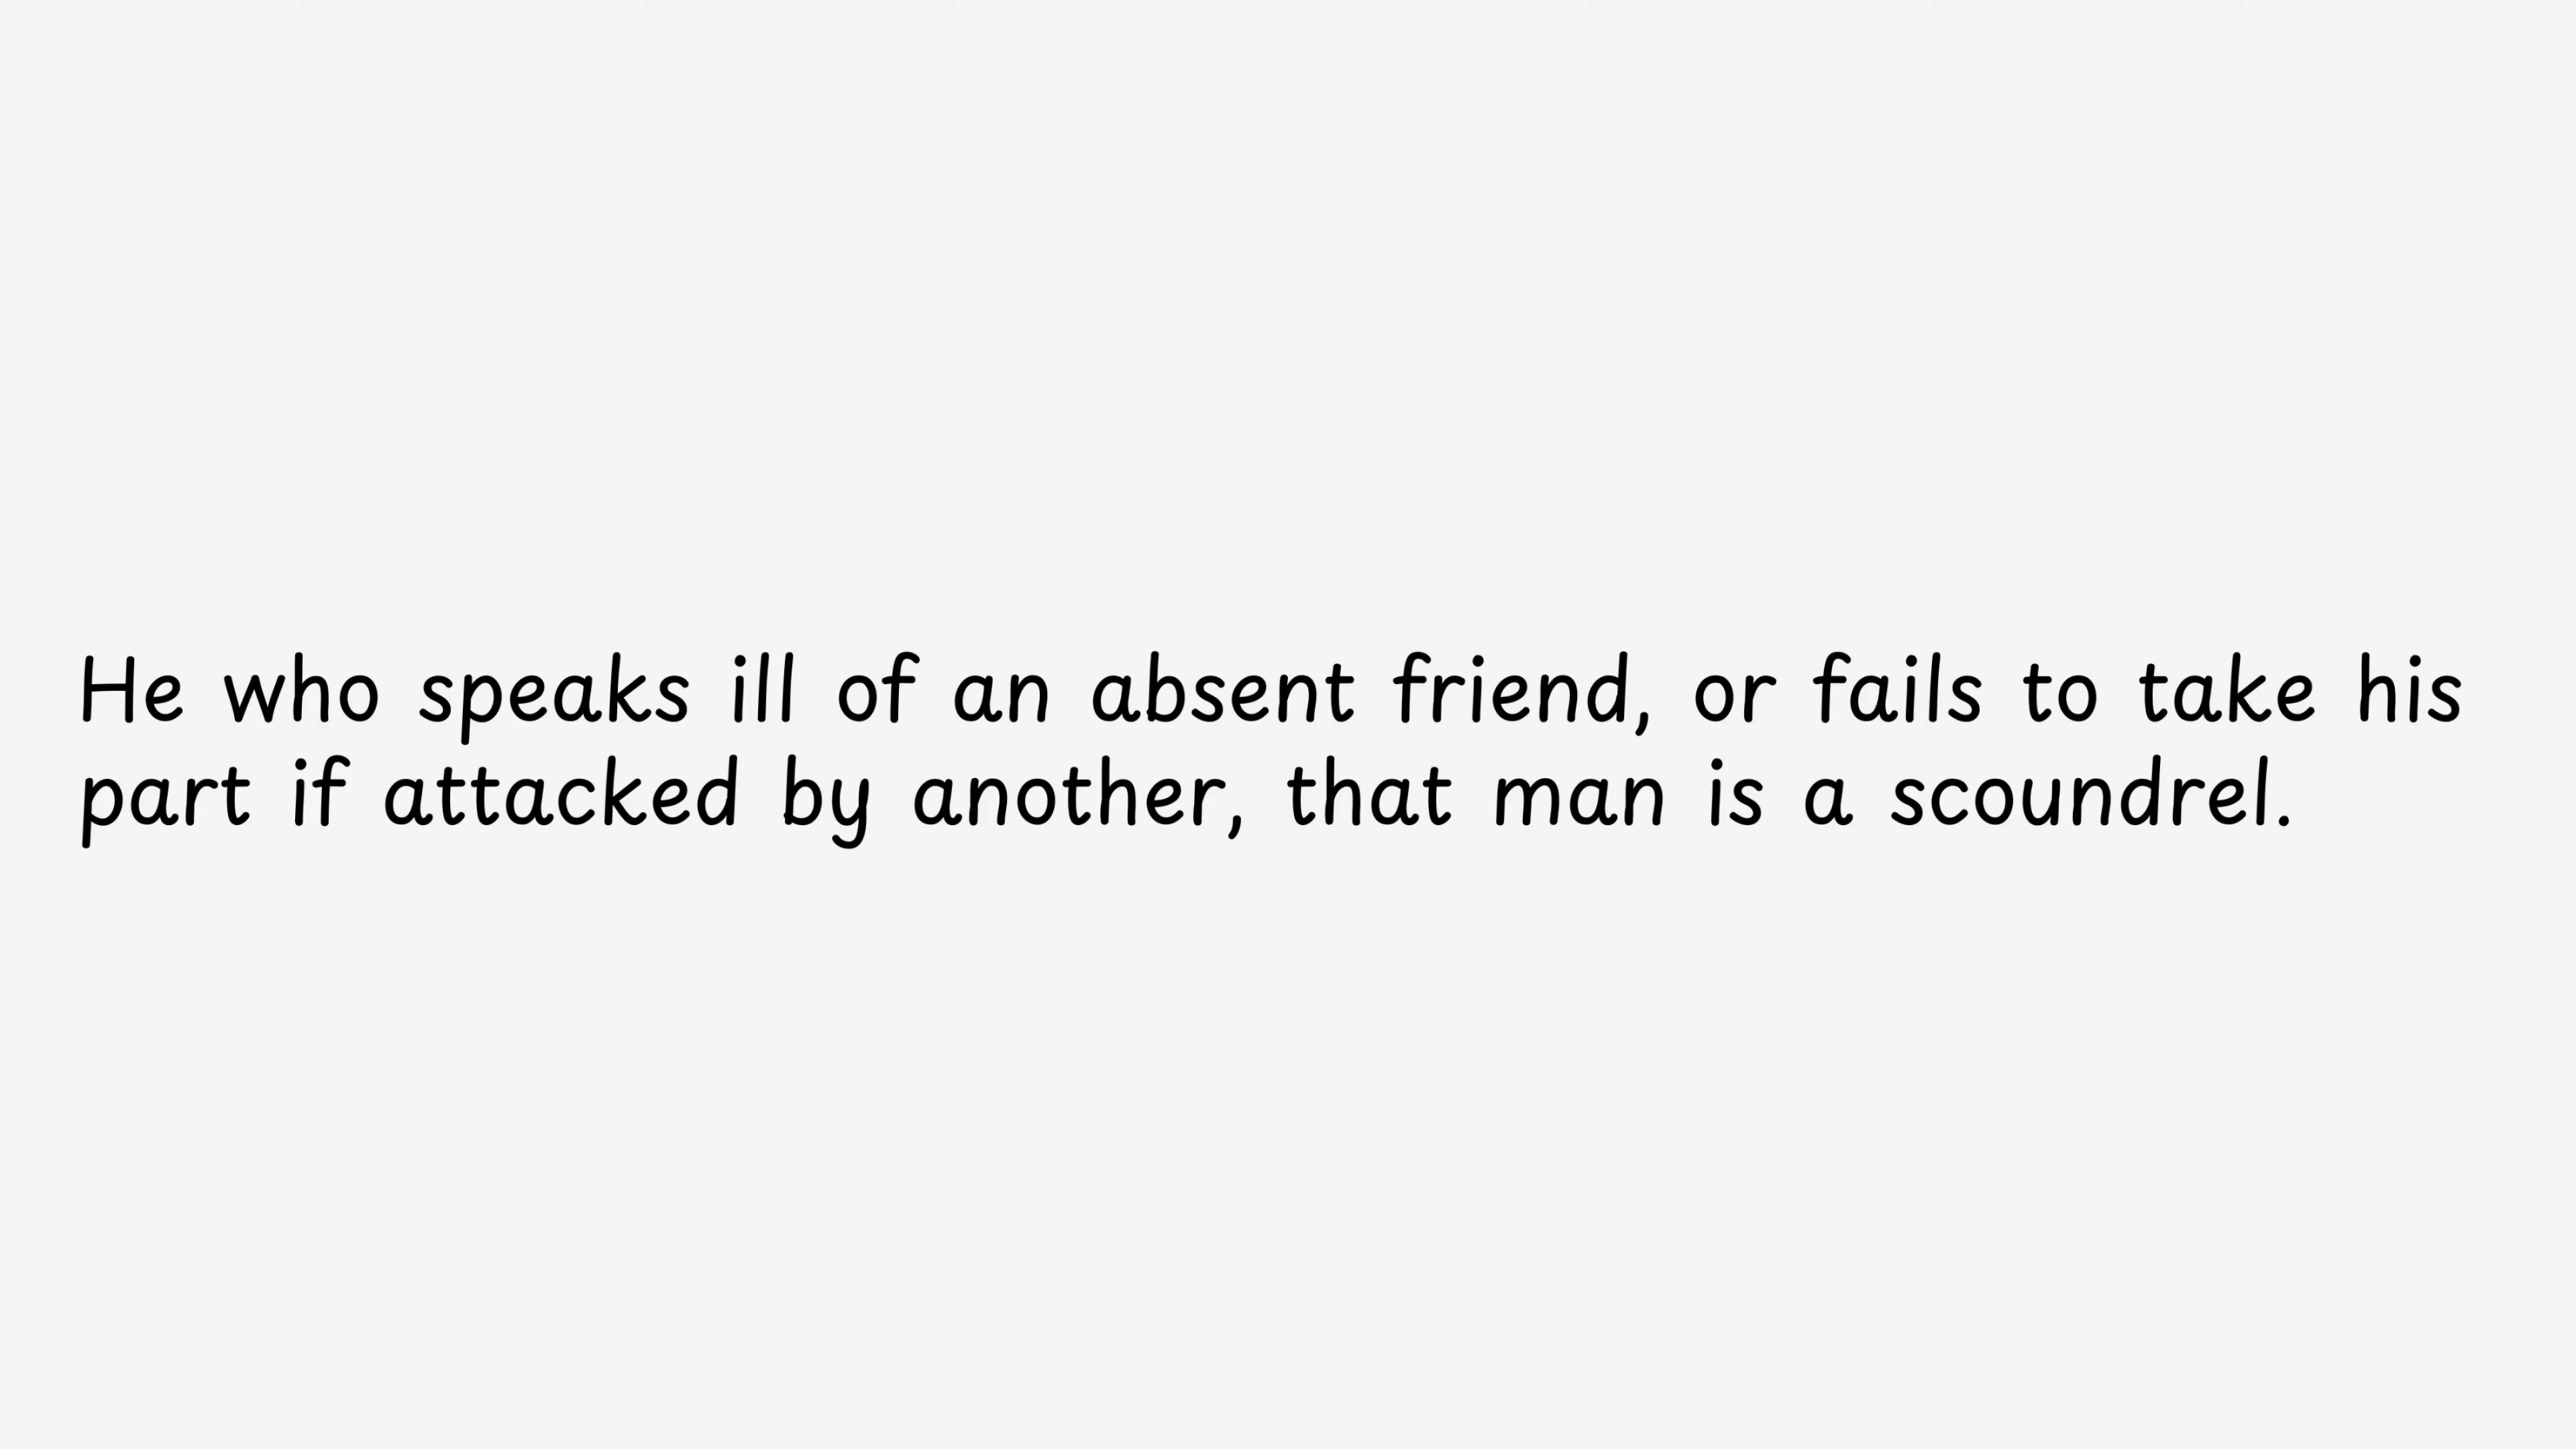 He who speaks ill of an absent friend, or fails to take his
part if attacked by another, that man is a scoundrel.